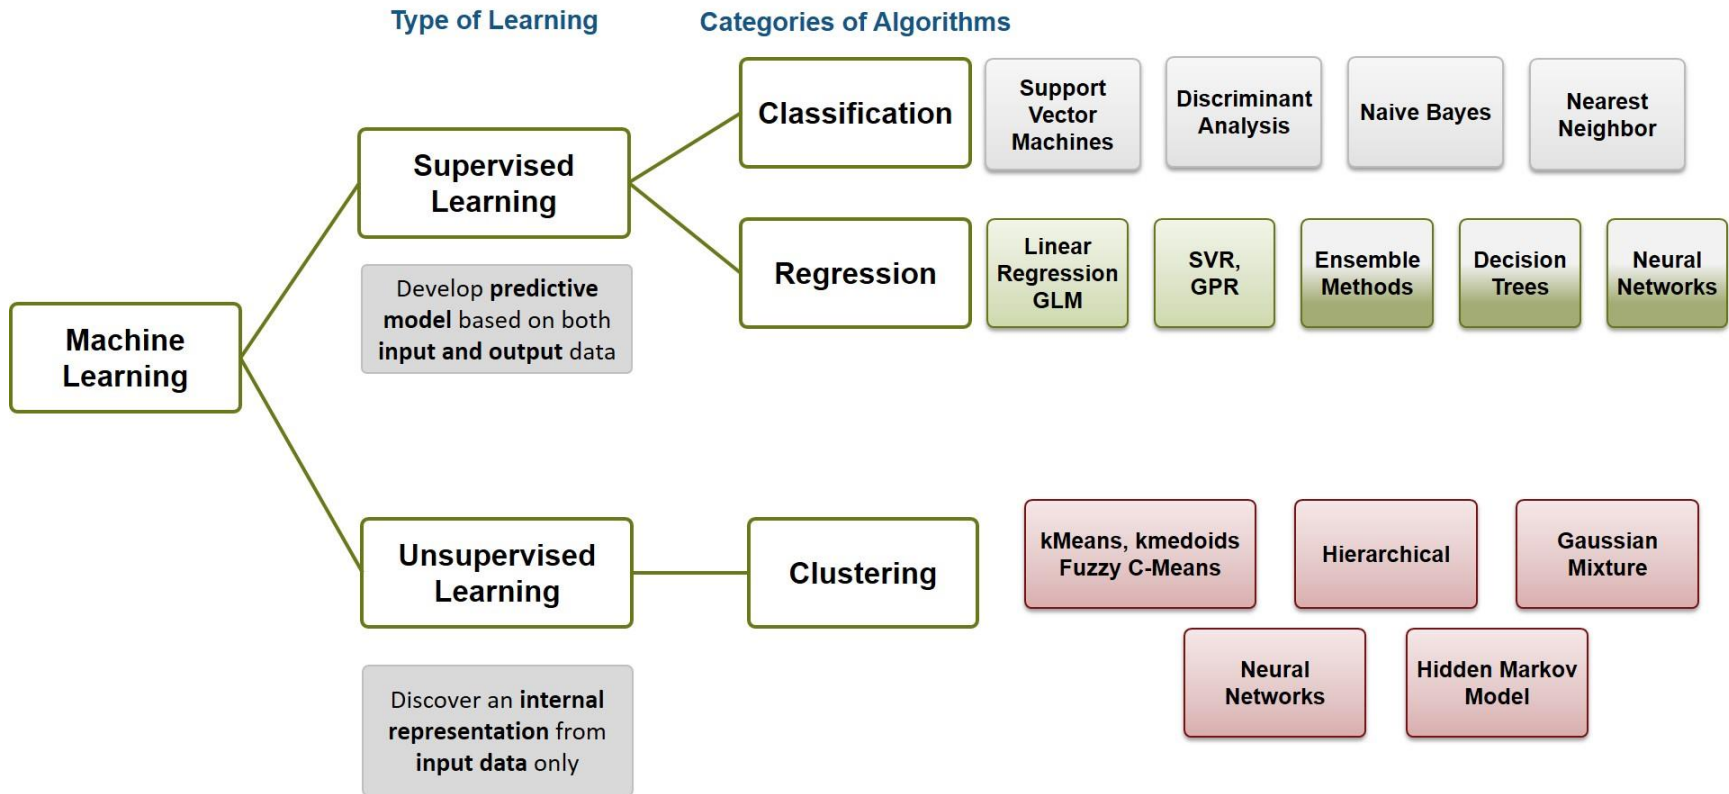 Type of Learning
Categories of Algorithms
Machine
Learning
Supervised
Learning
Develop predictive
model based on both
input and output data
Classification
Support
Vector
Machines
Discriminant
Analysis
Naive Bayes
Nearest
Neighbor
Regression
Linear
Regression
GLM
SVR,
GPR
Ensemble
Methods
Decision
Trees
Neural
Networks
Unsupervised
Learning
Discover an internal
representation from
input data only
Clustering
kMeans, kmedoids
Fuzzy C-Means
Hierarchical
Gaussian
Mixture
Neural
Networks
Hidden Markov
Model